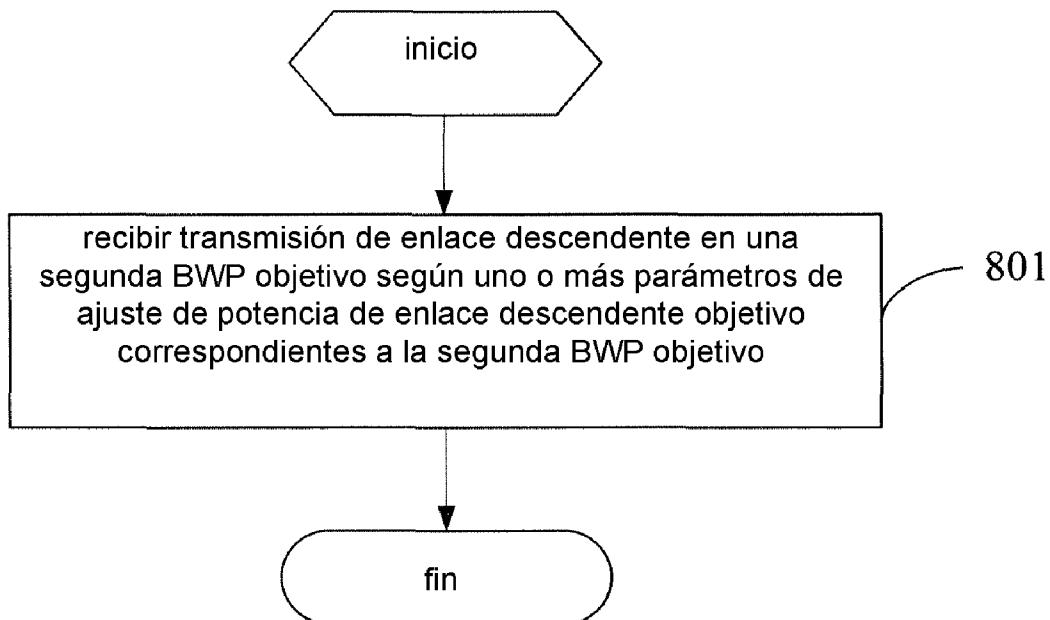 inicio
recibir transmisión de enlace descendente en una
segunda BWP objetivo según uno o más parámetros de
ajuste de potencia de enlace descendente objetivo
correspondientes a la segunda BWP objetivo
801
fin